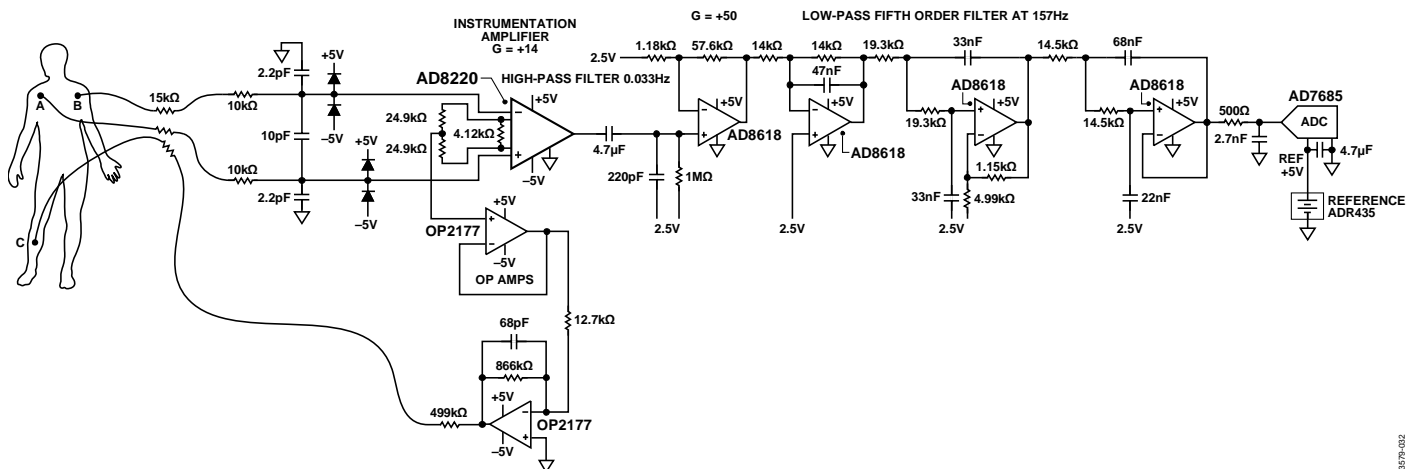 G = +50
LOW-PASS FIFTH ORDER FILTER AT 157Hz
INSTRUMENTATION
AMPLIFIER
G = +14
2.5V
1.18kΩ
57.6kΩ
14kΩ
14kΩ
19.3kΩ
33nF
14.5kΩ
68nF
47nF
2.2pF
+5V
–5V
AD8220
HIGH-PASS FILTER 0.033Hz
+5V
–5V
A
B
15kΩ
10kΩ
10pF
10kΩ
2.2pF
+5V
–5V
24.9kΩ
4.12kΩ
24.9kΩ
4.7µF
220pF
1MΩ
2.5V
+5V
AD8618
+5V
AD8618
2.5V
19.3kΩ
AD8618
+5V
1.15kΩ
4.99kΩ
33nF
2.5V
14.5kΩ
AD8618
+5V
22nF
2.5V
500Ω
2.7nF
AD7685
ADC
REF
+5V
4.7µF
REFERENCE
ADR435
C
OP2177
+5V
–5V
OP AMPS
12.7kΩ
68pF
866kΩ
499kΩ
+5V
–5V
OP2177
3579-032